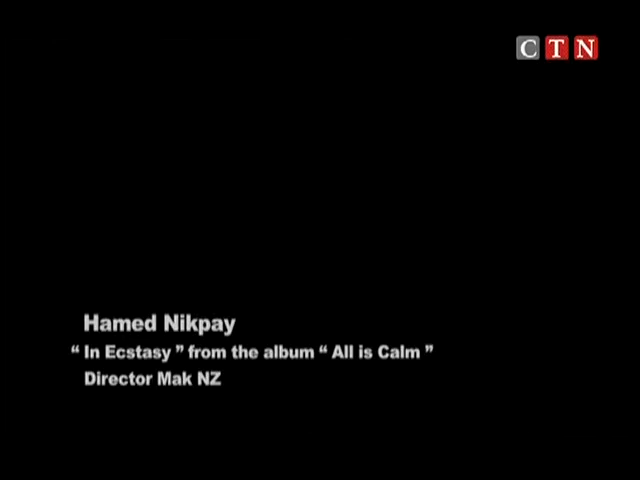 CTN
Hamed Nikpay
“ In Ecstasy ” from the album “ All is Calm ”
Director Mak NZ